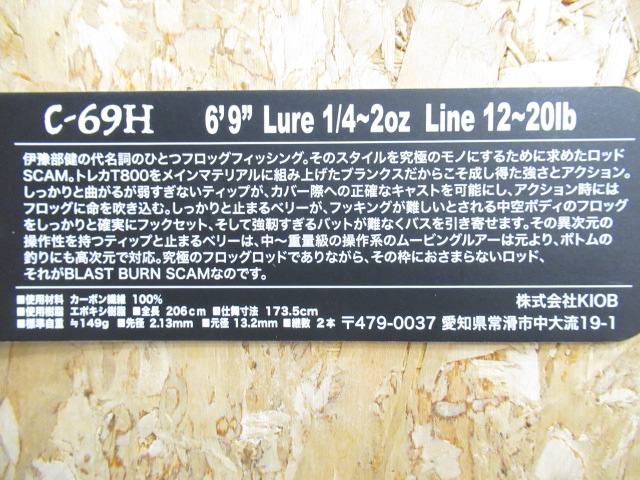 C-69H 6'9" Lure 1/4~2oz Line 12~20lb
伊豫部健の代名詞のひとつフロッグフィッシング。そのスタイルを究極のモノにするために求めたロッド
SCAM。トレカT800をメインマテリアルに組み上げたブランクスだからこそ成し得た強さとアクション。
しっかりと曲がるが弱すぎないティップが、カバー際への正確なキャストを可能にし、アクション時には
フロッグに命を吹き込む。しっかりと止まるベリーが、フッキングが難しいとされる中空ボディのフロッグ
をしっかりと確実にフックセット、そして強靭すぎるバットが難なくバスを引き寄せます。その異次元の
操作性を持つティップと止まるベリーは、中〜重量級の操作系のムービングルアーは元より、ボトムの
釣りにも高次元で対応。究極のフロッグロッドでありながら、その枠におさまらないロッド、
それがBLAST BURN SCAMなのです。
■使用材料 カーボン繊維 100%
■使用樹脂 エポキシ樹脂 ■全長 206cm ■仕舞寸法 173.5cm 株式会社KIOB
■標準自重 ≒149g ■先径 2.13mm ■元径 13.2mm ■継数 2本 〒479-0037 愛知県常滑市中大流19-1